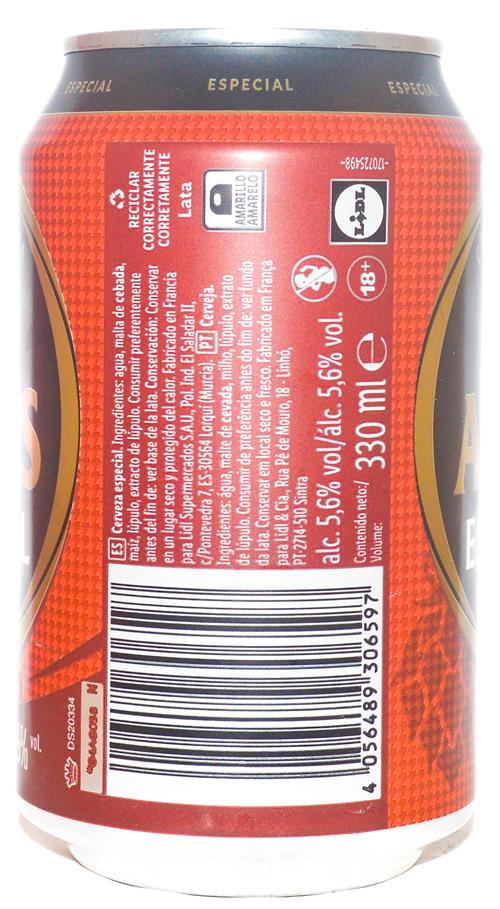 ESPECIAL
ESPECIAL
ESPECIAL
RECICLAR
CORRECTAMENTE
CORRETAMENTE
Lata
AMARILLO
AMARELO
~170725498~
LIDL
ES Cerveza especial. Ingredientes: agua, malta de cebada,
maíz, lúpulo, extracto de lúpulo. Consumir preferentemente
antes del fin de: ver base de la lata. Conservación: Conservar
en un lugar seco y protegido del calor. Fabricado en Francia
para Lidl Supermercados S.A.U., Pol. Ind. El Saladar II,
c/Pontevedra 7, ES-30564 Lorquí (Murcia). PT Cerveja.
Ingredientes: água, malte de cevada, milho, lúpulo, extrato
de lúpulo. Consumir de preferência antes do fim de: ver fundo
da lata. Conservar em local seco e fresco. Fabricado em França
para: Lidl & Cia., Rua Pé de Mouro, 18 - Linhó,
PT-2714-510 Sintra
18+
alc. 5,6% vol/álc. 5,6% vol.
Contenido neto:/
Volume:
330 ml e
4 056489 306597
DS20334
S
L
% vol.
A
E